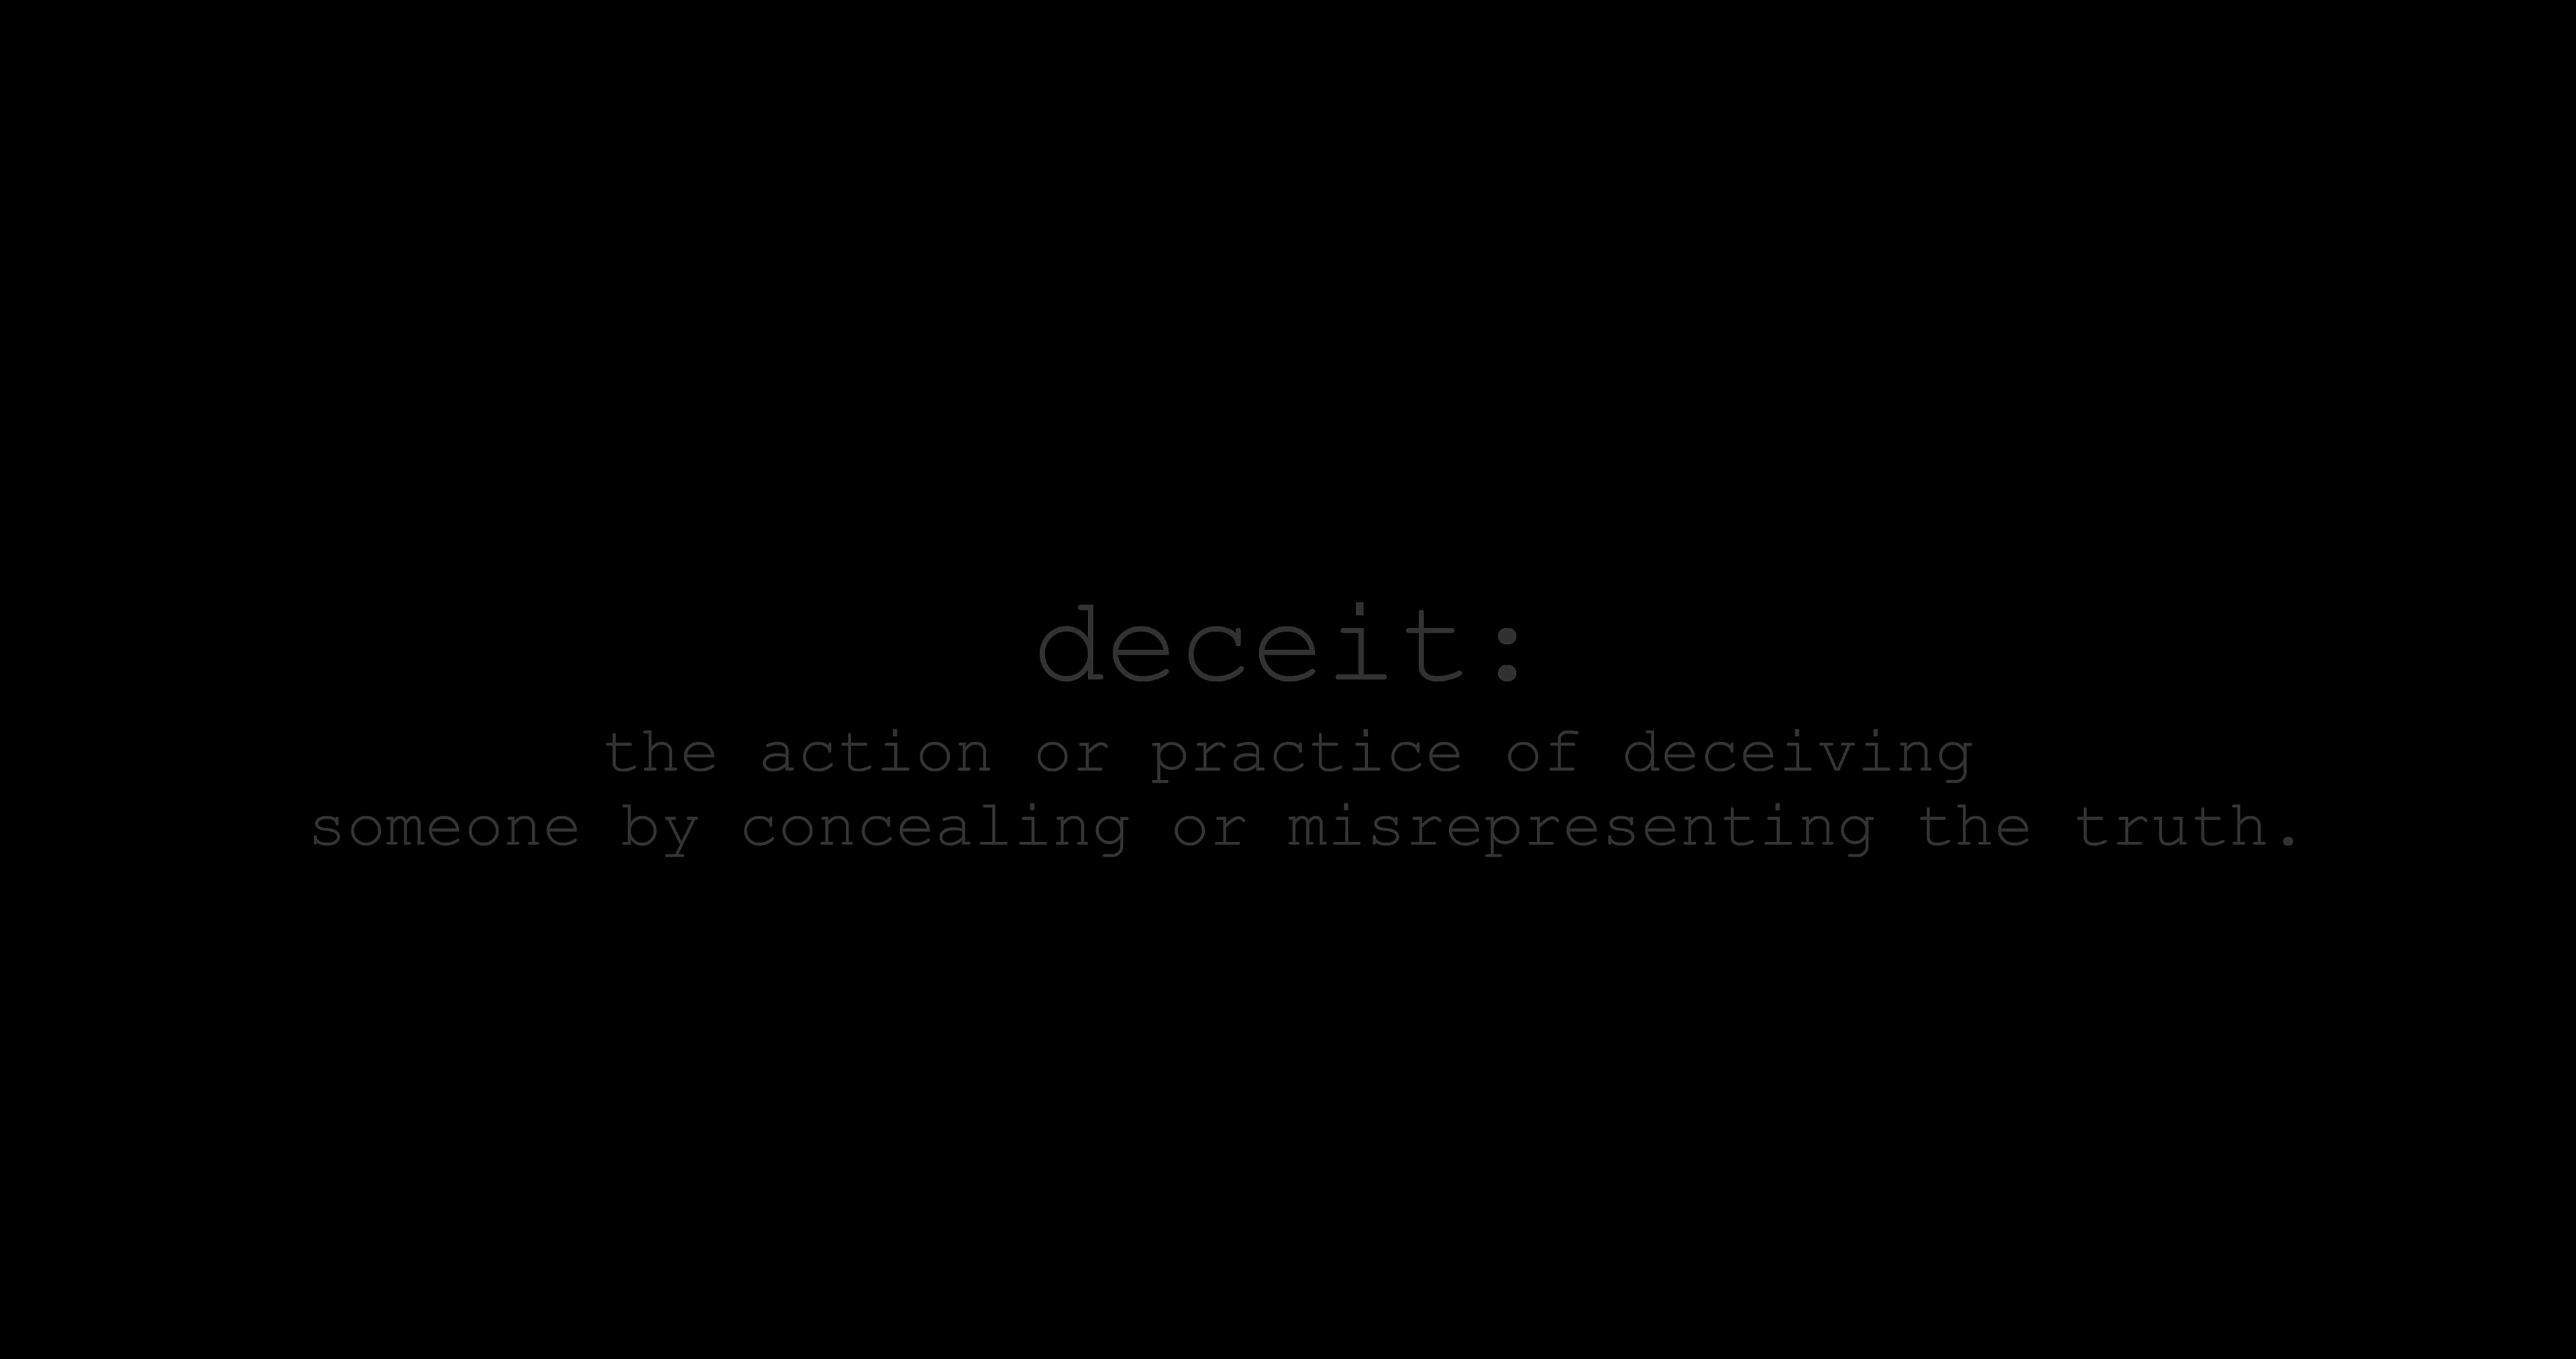 deceit:
the action or practice of deceiving
someone by concealing or misrepresenting the truth.